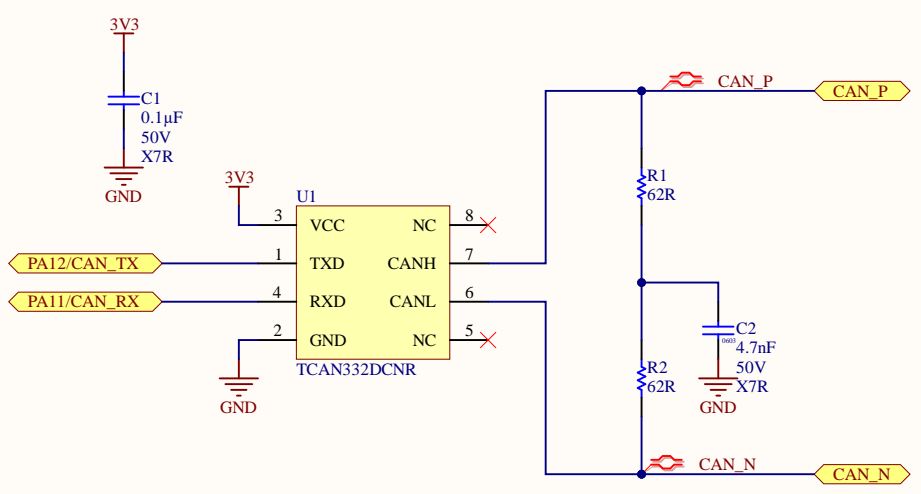 3V3
C1
0.1µF
50V
X7R
GND
3V3
U1
3
VCC
1
TXD
4
RXD
2
GND
NC
8
CANH
7
CANL
6
NC
5
TCAN332DCNR
PA12/CAN_TX
PA11/CAN_RX
GND
CAN_P
CAN_P
R1
62R
C2
0603
4.7nF
50V
X7R
GND
R2
62R
CAN_N
CAN_N